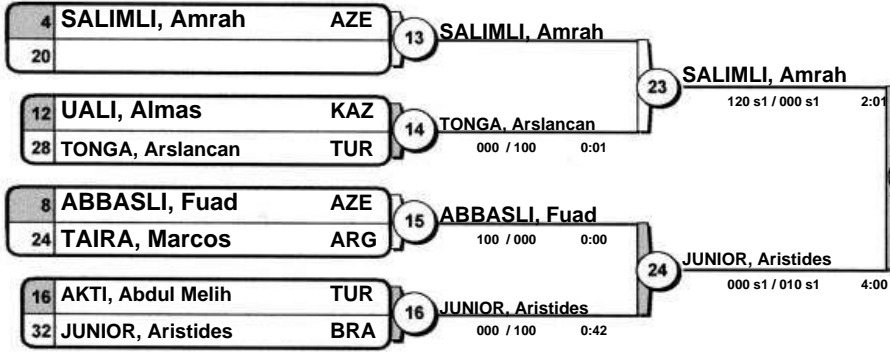 4 SALIMLI, Amrah AZE
20
13 SALIMLI, Amrah
12 UALI, Almas KAZ
28 TONGA, Arslancan TUR
14 TONGA, Arslancan
000 / 100 0:01
23 SALIMLI, Amrah
120 s1 / 000 s1 2:01
8 ABBASLI, Fuad AZE
24 TAIRA, Marcos ARG
15 ABBASLI, Fuad
100 / 000 0:00
16 AKTI, Abdul Melih TUR
32 JUNIOR, Aristides BRA
16 JUNIOR, Aristides
000 / 100 0:42
24 JUNIOR, Aristides
000 s1 / 010 s1 4:00